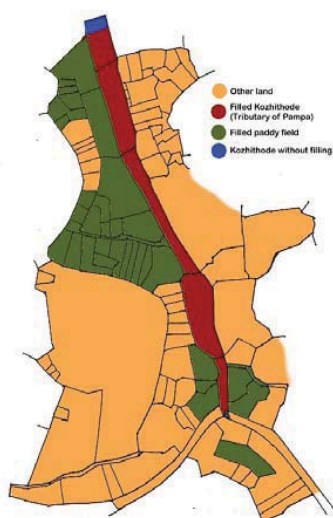 Other land
Filled Kozhithode
(Tributary of Pampa)
Filled paddy field
Kozhithode without filling